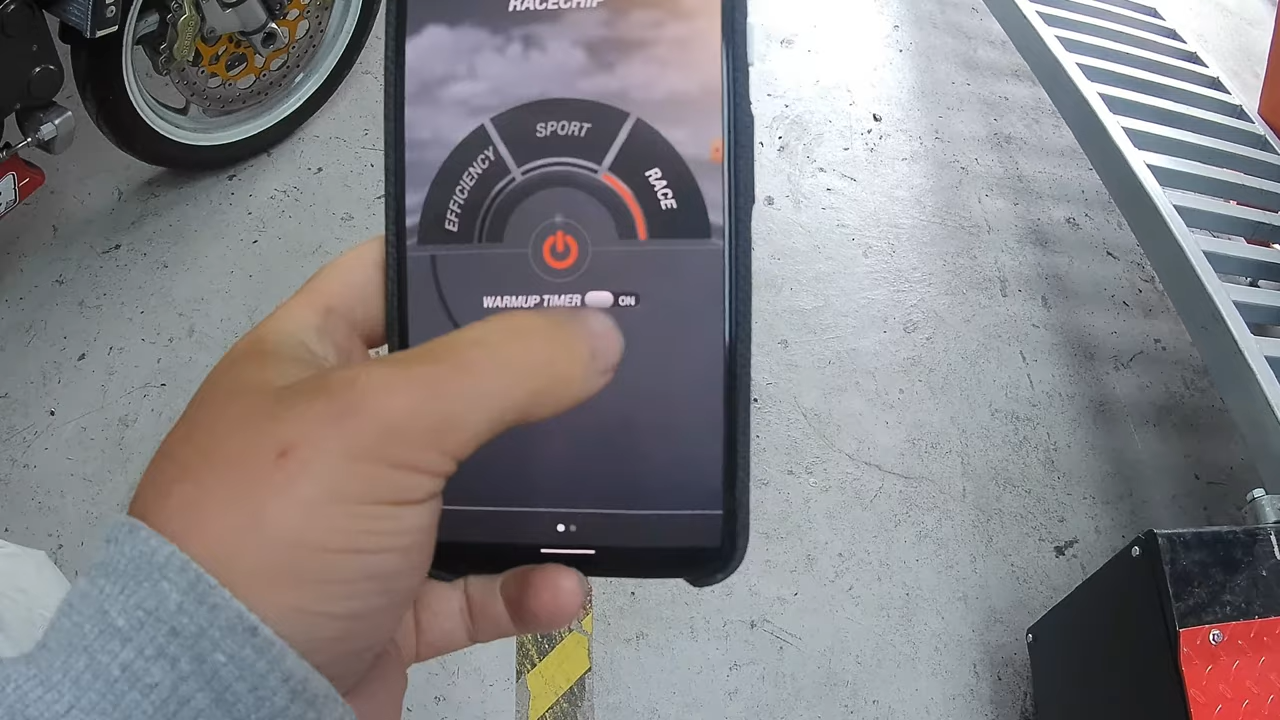 RACECHIP
EFFICIENCY
SPORT
RACE
WARMUP TIMER ON